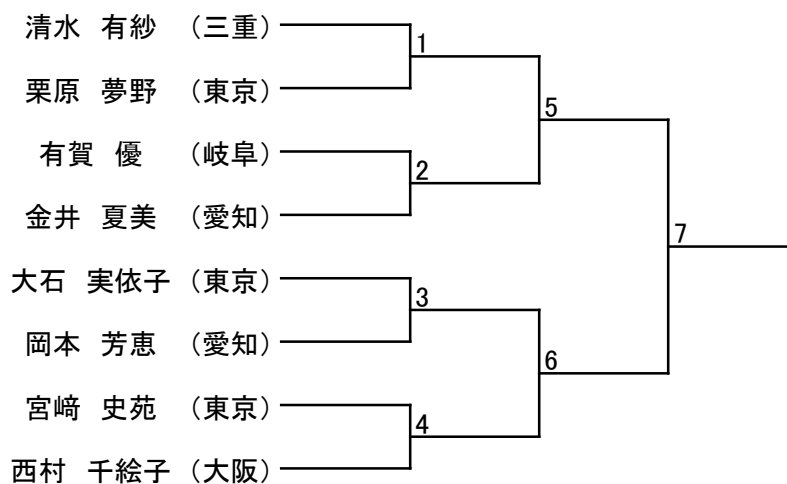 清水 有紗 （三重）
1
栗原 夢野 （東京）
5
有賀 優 （岐阜）
2
金井 夏美 （愛知）
7
大石 実依子 （東京）
3
岡本 芳恵 （愛知）
6
宮﨑 史苑 （東京）
4
西村 千絵子 （大阪）